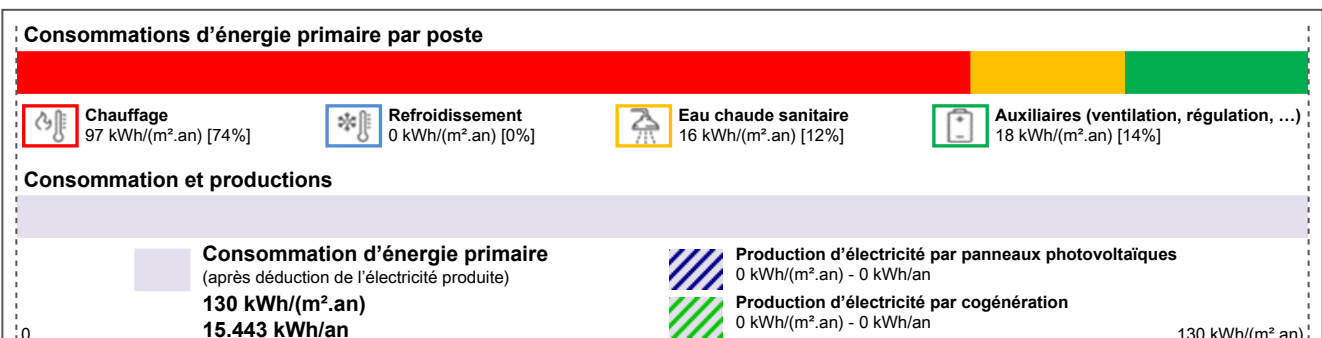 Consommations d'énergie primaire par poste
Chauffage
97 kWh/(m².an) [74%]
Refroidissement
0 kWh/(m².an) [0%]
Eau chaude sanitaire
16 kWh/(m².an) [12%]
Auxiliaires (ventilation, régulation, …)
18 kWh/(m².an) [14%]
Consommation et productions
Consommation d'énergie primaire
(après déduction de l'électricité produite)
130 kWh/(m².an)
15.443 kWh/an
Production d'électricité par panneaux photovoltaïques
0 kWh/(m².an) - 0 kWh/an
Production d'électricité par cogénération
0 kWh/(m².an) - 0 kWh/an
0
130 kWh/(m².an)